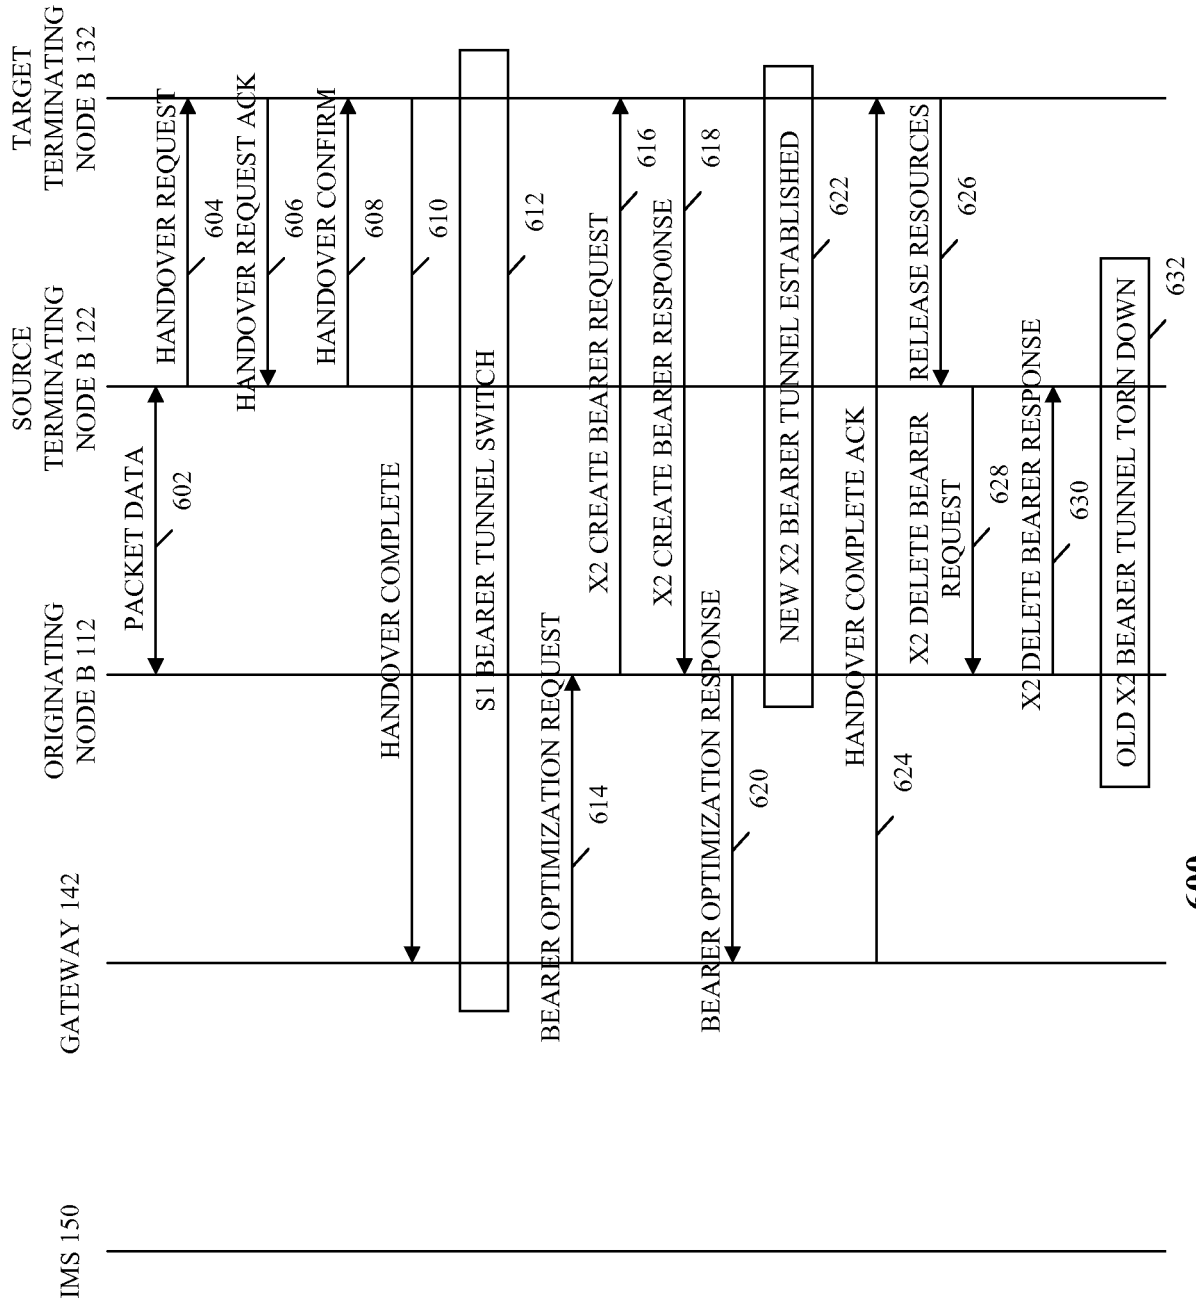 IMS 150
GATEWAY 142
ORIGINATING
NODE B 112
SOURCE
TERMINATING
NODE B 122
TARGET
TERMINATING
NODE B 132
PACKET DATA
602
HANDOVER REQUEST
604
HANDOVER REQUEST ACK
606
HANDOVER CONFIRM
608
HANDOVER COMPLETE
610
S1 BEARER TUNNEL SWITCH
612
BEARER OPTIMIZATION REQUEST
614
X2 CREATE BEARER REQUEST
616
X2 CREATE BEARER RESPO0NSE
618
BEARER OPTIMIZATION RESPONSE
620
NEW X2 BEARER TUNNEL ESTABLISHED
622
HANDOVER COMPLETE ACK
624
RELEASE RESOURCES
626
X2 DELETE BEARER
REQUEST
628
X2 DELETE BEARER RESPONSE
630
OLD X2 BEARER TUNNEL TORN DOWN
632
600